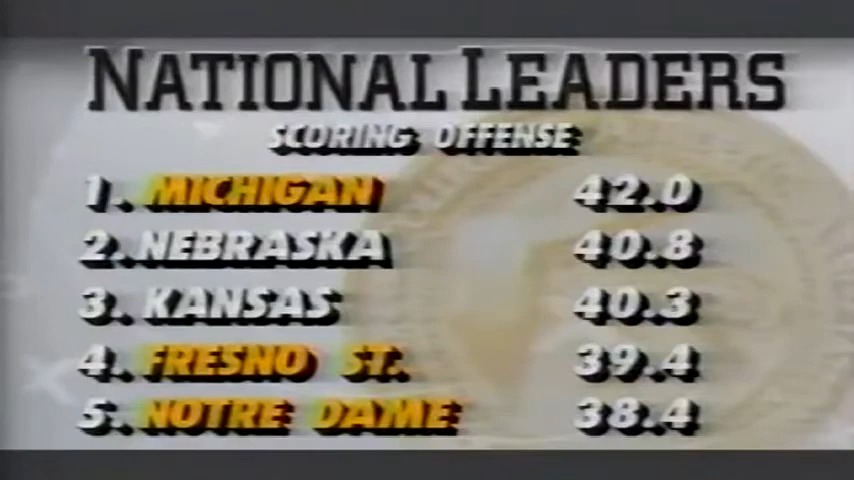 NATIONAL LEADERS
SCORING OFFENSE
1. MICHIGAN 42.0
2. NEBRASKA 40.8
3. KANSAS 40.3
4. FRESNO ST. 39.4
5. NOTRE DAME 38.4